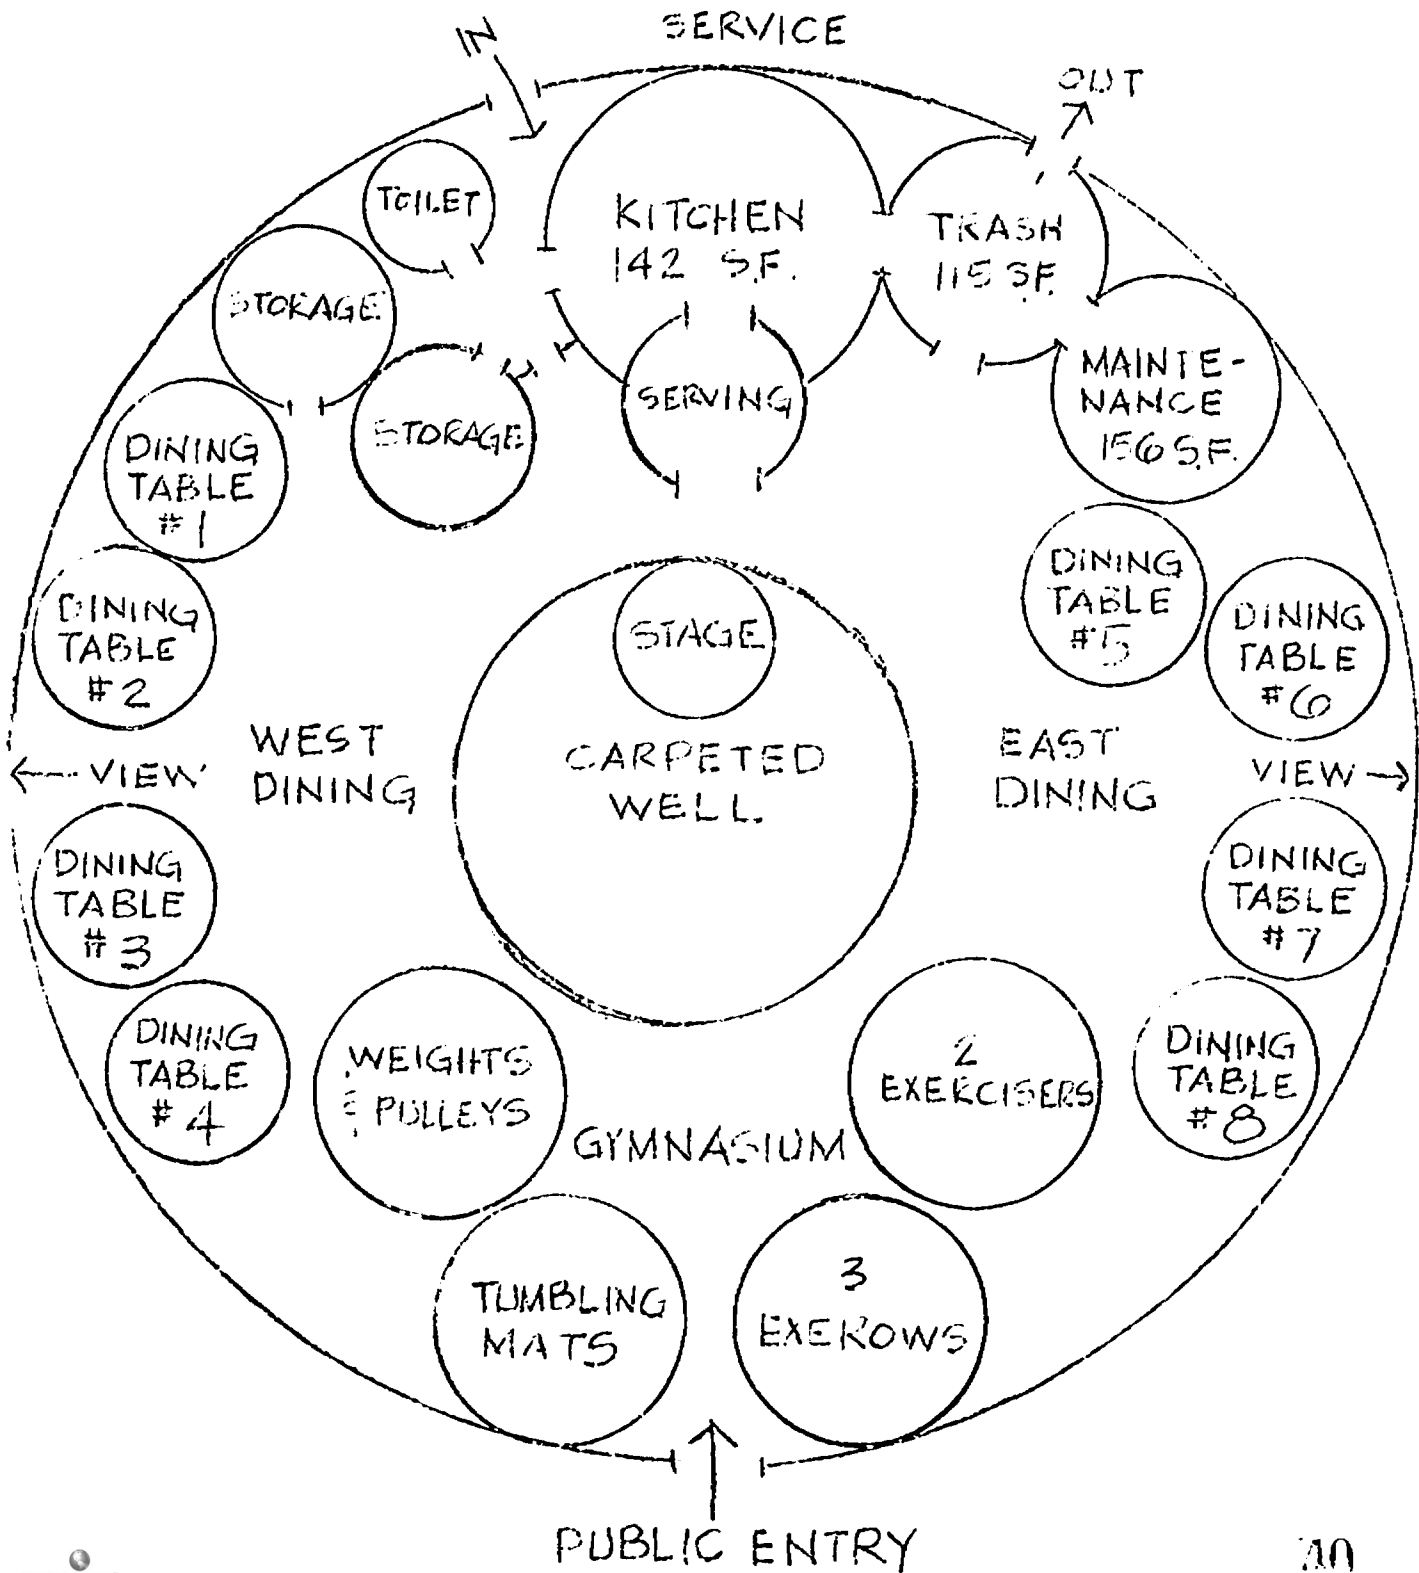 IN
SERVICE
OUT
TOILET
KITCHEN
142 S.F.
TRASH
115 S.F.
STORAGE
STORAGE
SERVING
MAINTE-
NANCE
156 S.F.
DINING
TABLE
#1
DINING
TABLE
#2
DINING
TABLE
#5
DINING
TABLE
#6
STAGE
WEST
DINING
CARPETED
WELL.
EAST
DINING
← VIEW
VIEW →
DINING
TABLE
#3
DINING
TABLE
#7
DINING
TABLE
#4
WEIGHTS
& PULLEYS
2
EXERCISERS
DINING
TABLE
#8
GYMNASIUM
TUMBLING
MATS
3
EXEROWS
PUBLIC ENTRY